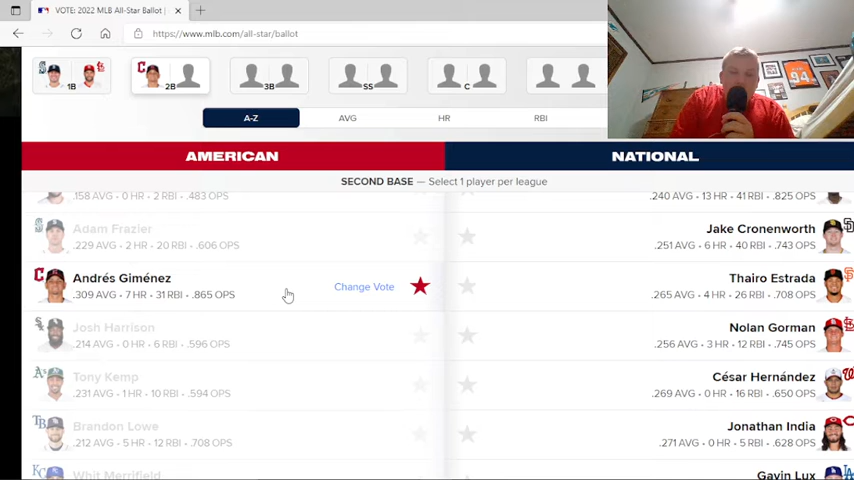 VOTE: 2022 MLB All-Star Ballot |
https://www.mlb.com/all-star/ballot
1B 2B 3B SS C
A-Z AVG HR RBI
AMERICAN NATIONAL
SECOND BASE — Select 1 player per league
.158 AVG • 0 HR • 2 RBI • .483 OPS
.240 AVG • 13 HR • 41 RBI • .825 OPS
Adam Frazier
.229 AVG • 2 HR • 20 RBI • .606 OPS
Jake Cronenworth
.251 AVG • 6 HR • 40 RBI • .743 OPS
Andrés Giménez
.309 AVG • 7 HR • 31 RBI • .865 OPS
Change Vote
Thairo Estrada
.265 AVG • 4 HR • 26 RBI • .708 OPS
Josh Harrison
.214 AVG • 0 HR • 6 RBI • .596 OPS
Nolan Gorman
.256 AVG • 3 HR • 12 RBI • .745 OPS
Tony Kemp
.231 AVG • 1 HR • 10 RBI • .594 OPS
César Hernández
.269 AVG • 0 HR • 16 RBI • .650 OPS
Brandon Lowe
.212 AVG • 5 HR • 12 RBI • .708 OPS
Jonathan India
.271 AVG • 0 HR • 5 RBI • .628 OPS
Whit Merrifield
Gavin Lux
94